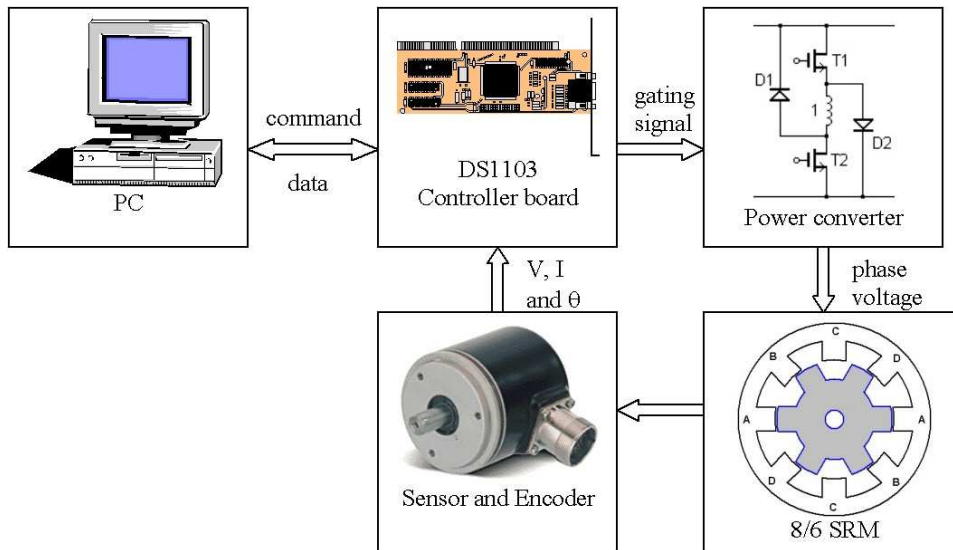 PC
command
data
DS1103
Controller board
gating
signal
T1
D1
1
D2
T2
Power converter
phase
voltage
V, I
and θ
Sensor and Encoder
C
B
D
A
A
D
B
C
8/6 SRM